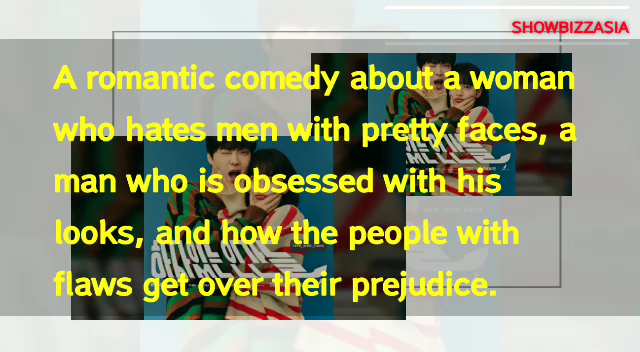 SHOWBIZZASIA
A romantic comedy about a woman
who hates men with pretty faces, a
man who is obsessed with his
looks, and how the people with
flaws get over their prejudice.